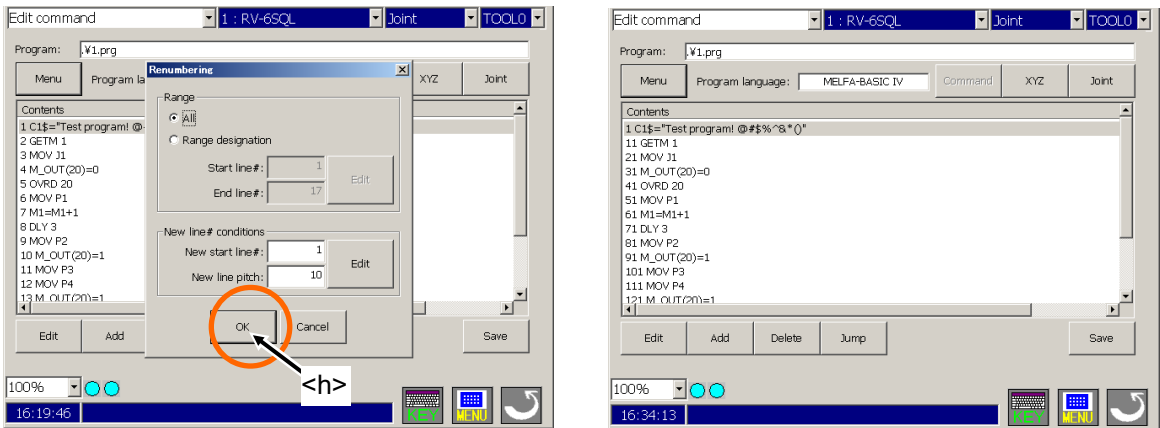 Edit command
1 : RV-6SQL
Joint
TOOL0
Program: .¥1.prg
Menu
Program la
XYZ
Joint
Contents
1 C1$="Test program! @
2 GETM 1
3 MOV J1
4 M_OUT(20)=0
5 OVRD 20
6 MOV P1
7 M1=M1+1
8 DLY 3
9 MOV P2
10 M_OUT(20)=1
11 MOV P3
12 MOV P4
13 M_OUT(20)=1
Renumbering
Range
All
Range designation
Start line#: 1
End line#: 17
Edit
New line# conditions
New start line#: 1
New line pitch: 10
Edit
OK
Cancel
Edit
Add
Save
<h>
100%
16:19:46
KEY
MENU
Edit command
1 : RV-6SQL
Joint
TOOL0
Program: .¥1.prg
Menu
Program language: MELFA-BASIC IV
Command
XYZ
Joint
Contents
1 C1$="Test program! @#$%^&*()"
11 GETM 1
21 MOV J1
31 M_OUT(20)=0
41 OVRD 20
51 MOV P1
61 M1=M1+1
71 DLY 3
81 MOV P2
91 M_OUT(20)=1
101 MOV P3
111 MOV P4
121 M_OUT(20)=1
Edit
Add
Delete
Jump
Save
100%
16:34:13
KEY
MENU